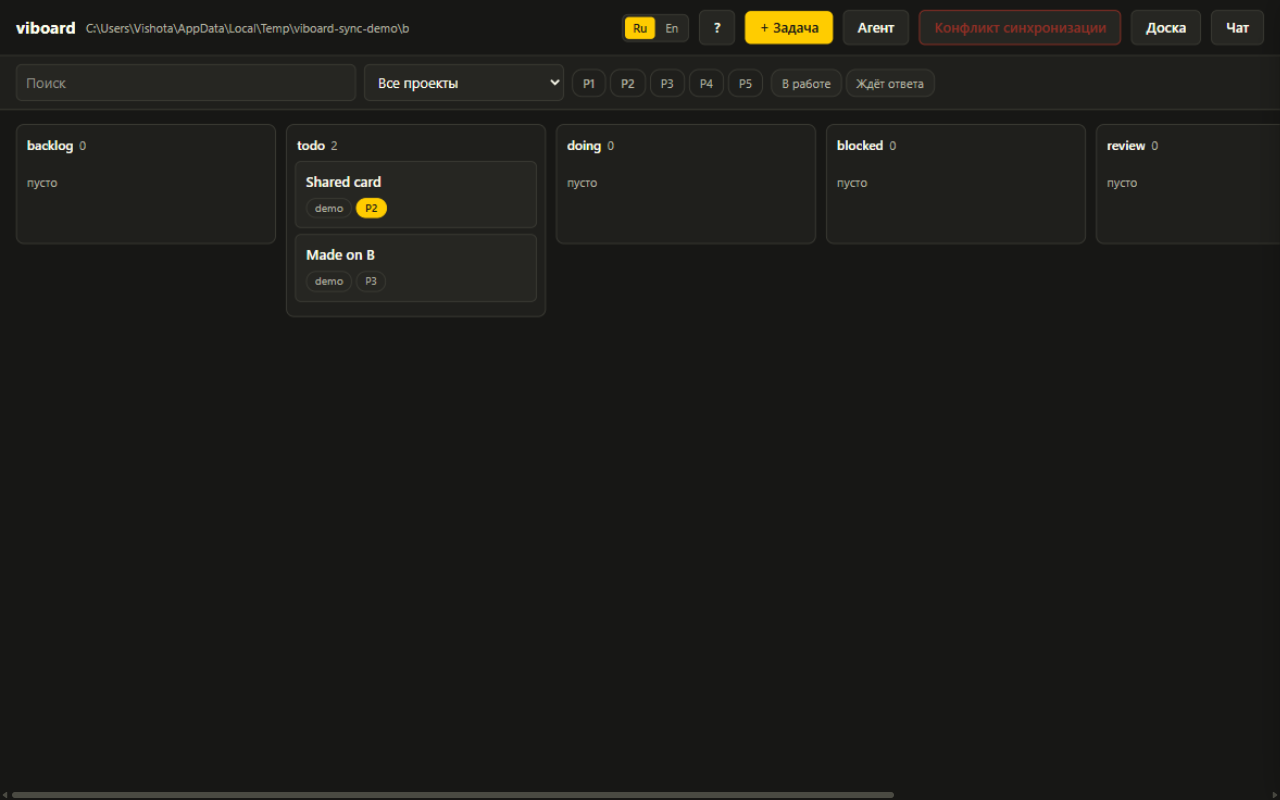 viboard C:\Users\Vishota\AppData\Local\Temp\viboard-sync-demo\b Ru En ? + Задача Агент Конфликт синхронизации Доска Чат
Поиск Все проекты P1 P2 P3 P4 P5 В работе Ждёт ответа
backlog 0
пусто
todo 2
Shared card
demo P2
Made on B
demo P3
doing 0
пусто
blocked 0
пусто
review 0
пусто